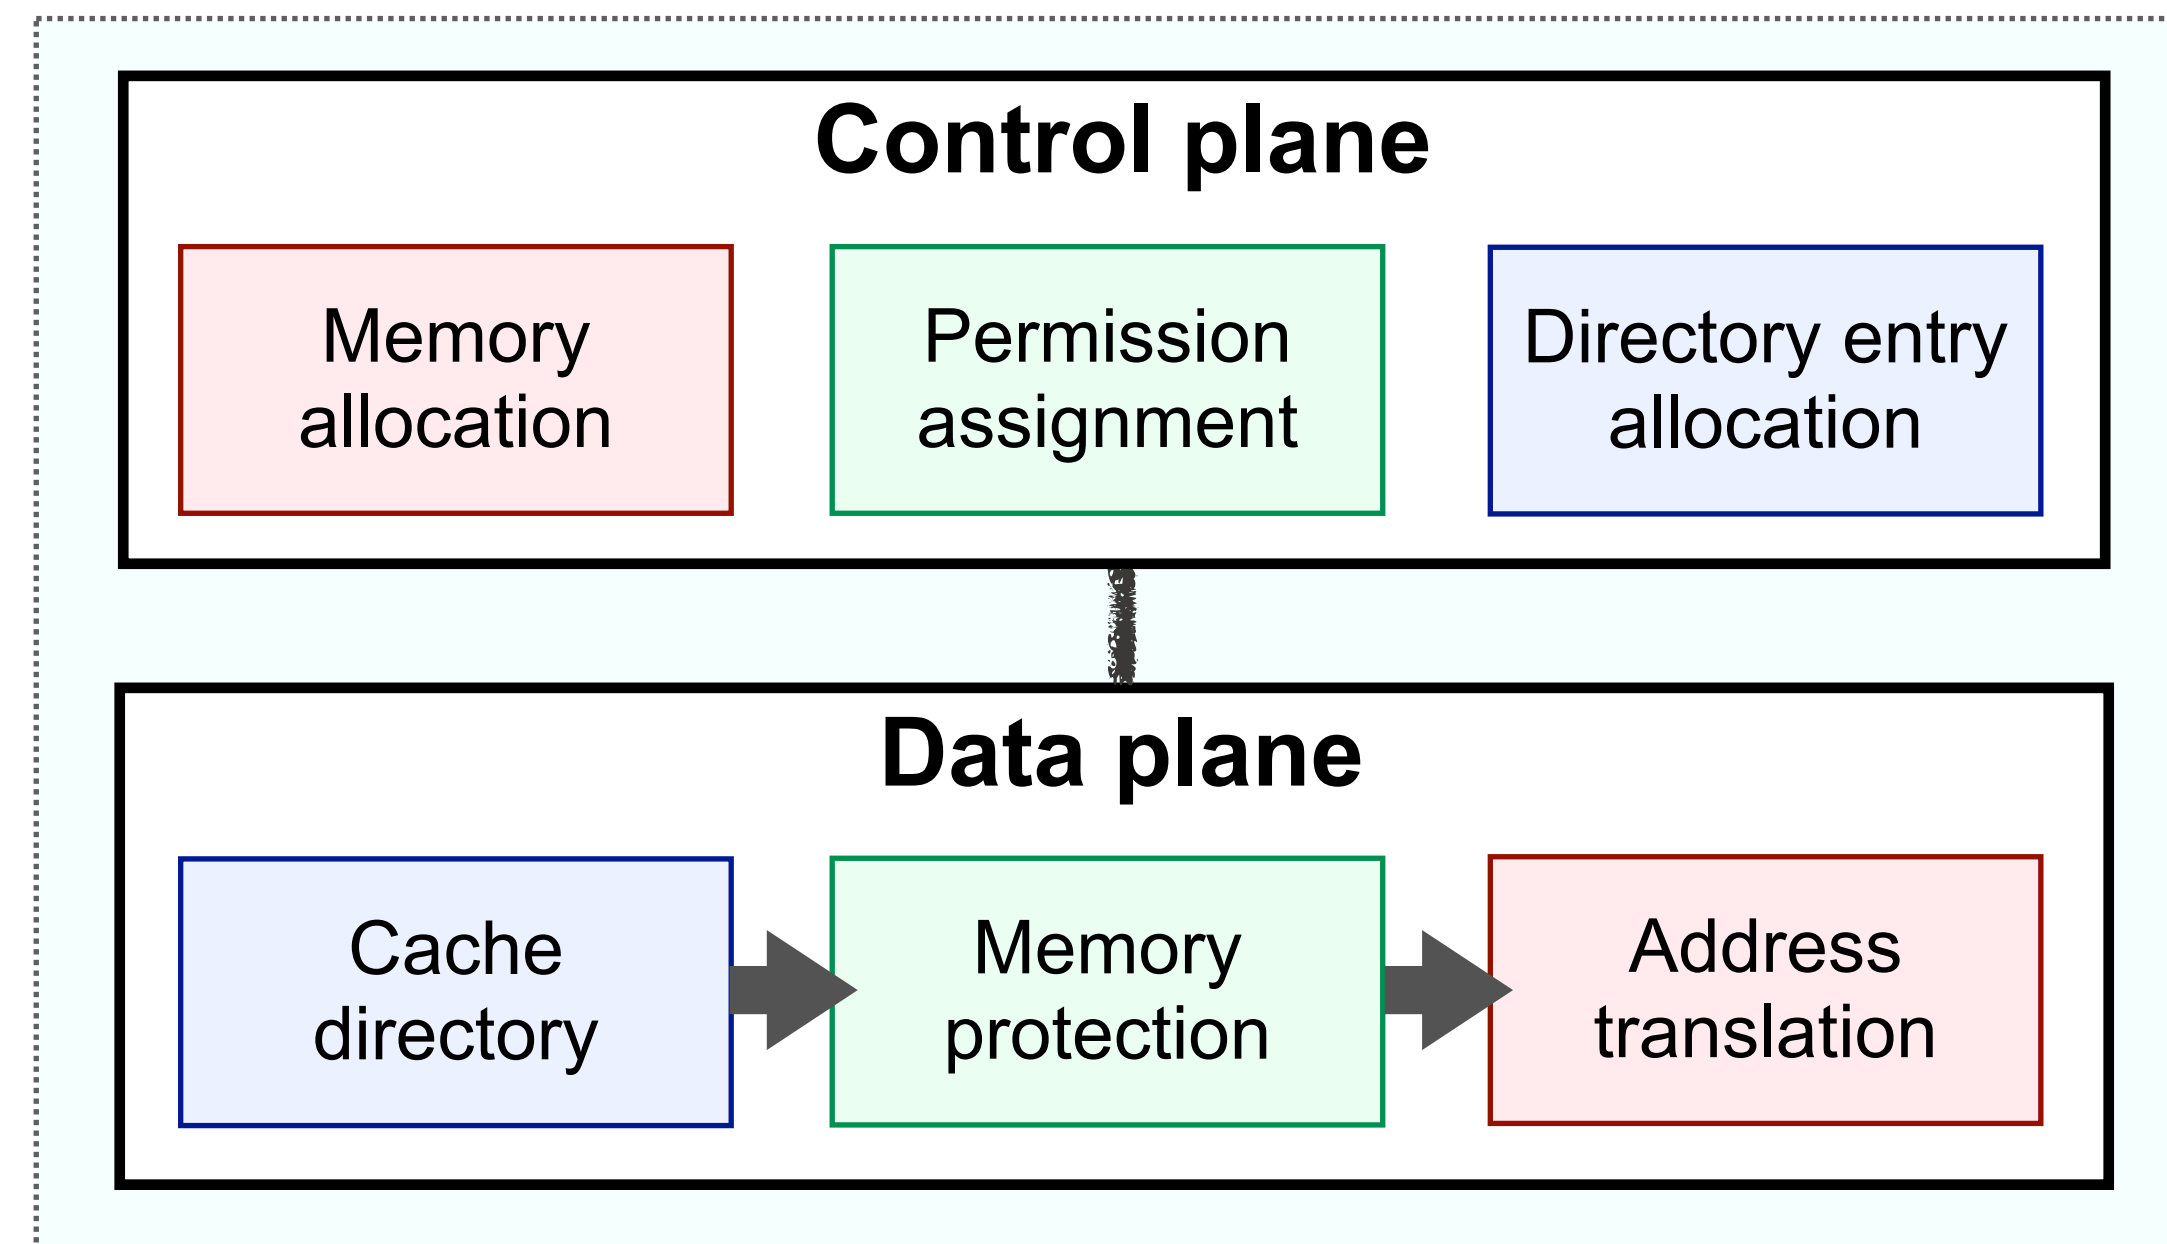 Control plane
Memory
allocation
Permission
assignment
Directory entry
allocation
Data plane
Cache
directory
Memory
protection
Address
translation